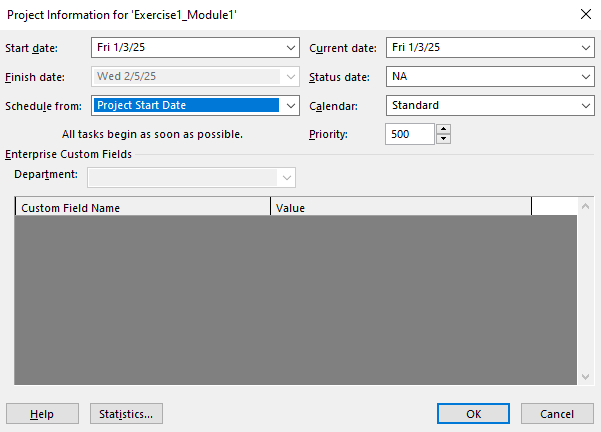 Project Information for 'Exercise1_Module1'
Start date: Fri 1/3/25 Current date: Fri 1/3/25
Finish date: Wed 2/5/25 Status date: NA
Schedule from: Project Start Date Calendar: Standard
All tasks begin as soon as possible. Priority: 500
Enterprise Custom Fields
Department:
Custom Field Name Value
Help Statistics... OK Cancel